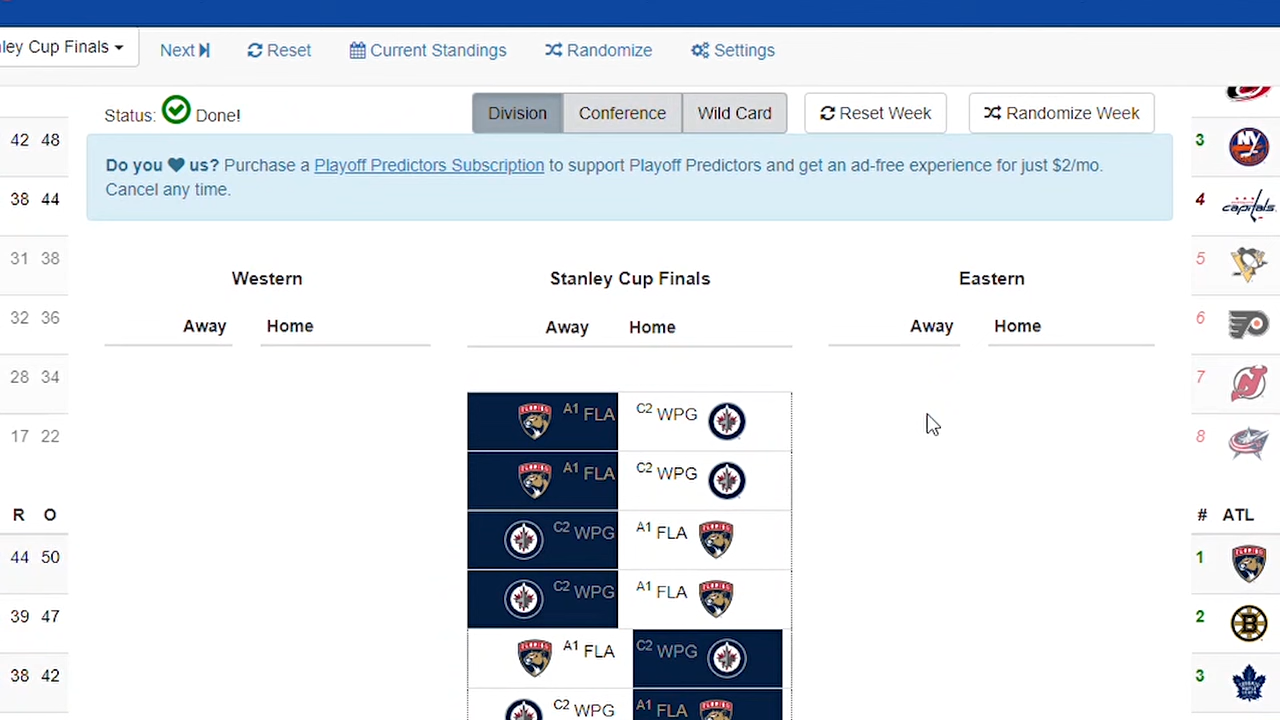 ley Cup Finals
Next
Reset
Current Standings
Randomize
Settings
Status: Done!
Division
Conference
Wild Card
Reset Week
Randomize Week
Do you us? Purchase a Playoff Predictors Subscription to support Playoff Predictors and get an ad-free experience for just $2/mo.
Cancel any time.
42 48
38 44
31 38
32 36
28 34
17 22
R O
44 50
39 47
38 42
Western
Away Home
Stanley Cup Finals
Away Home
A1 FLA C2 WPG
A1 FLA C2 WPG
C2 WPG A1 FLA
C2 WPG A1 FLA
A1 FLA C2 WPG
C2 WPG A1 FLA
Eastern
Away Home
3 NY
4 capitals
5
6
7
8
# ATL
1
2 B
3